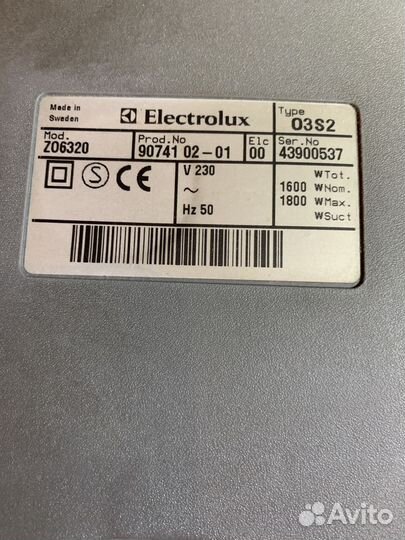 Made in
Sweden
Electrolux
Type
03S2
Mod.
Z06320
Prod.No
90741 02-01
Elc
00
Ser.No
43900537
S
CE
V 230
~
Hz 50
WTot.
1600 WNom.
1800 WMax.
WSuct
Avito